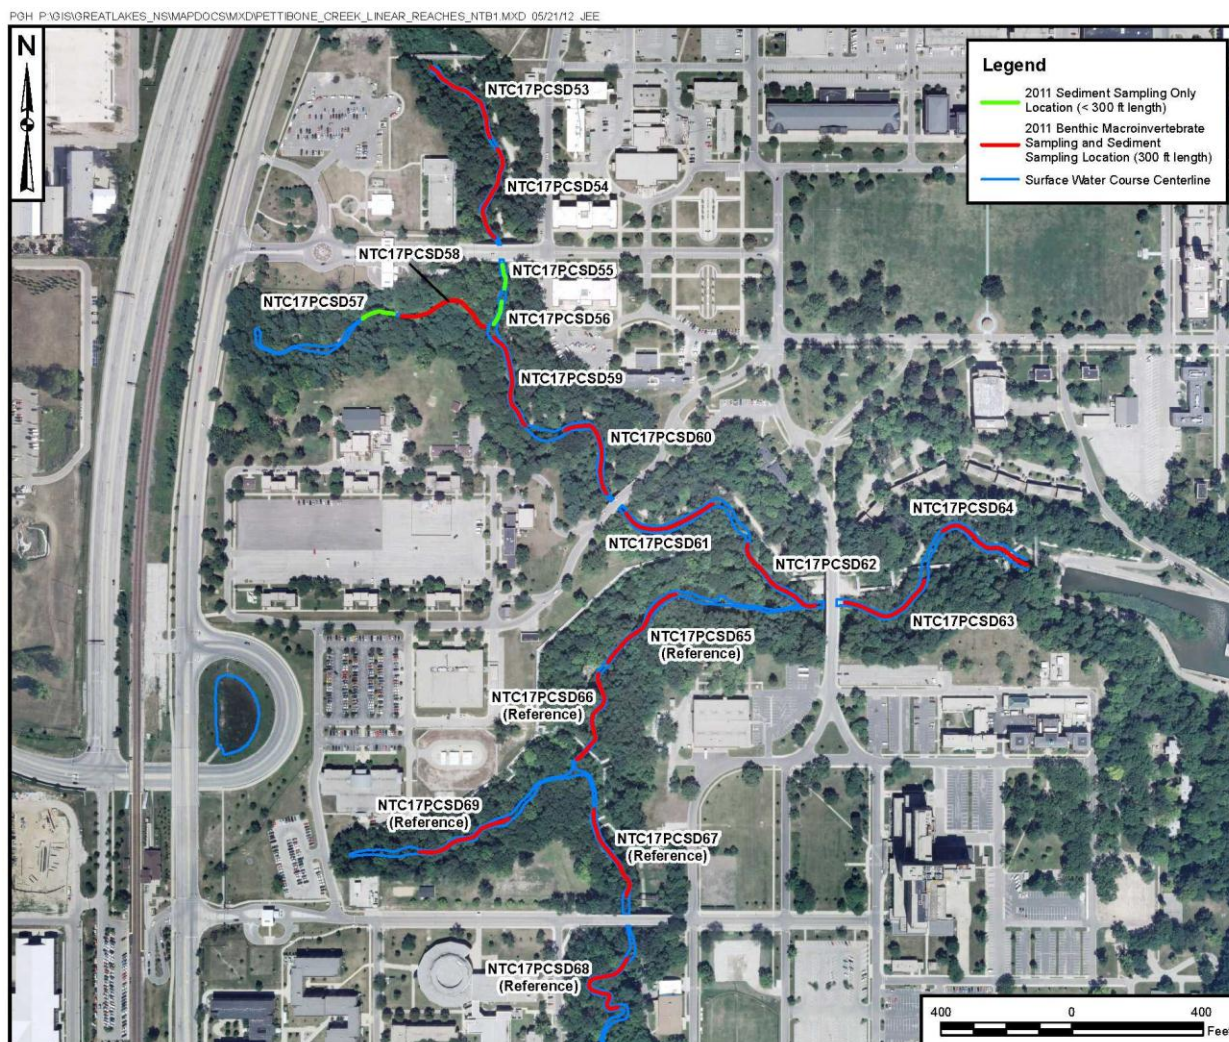 PGH P:\GIS\GREATLAKES_NS\MAPDOCS\MXD\PETTIBONE_CREEK_LINEAR_REACHES_NTB1.MXD 05/21/12 JEE
N
Legend
2011 Sediment Sampling Only
Location (< 300 ft length)
2011 Benthic Macroinvertebrate
Sampling and Sediment
Sampling Location (300 ft length)
Surface Water Course Centerline
NTC17PCSD53
NTC17PCSD54
NTC17PCSD58
NTC17PCSD55
NTC17PCSD57
NTC17PCSD56
NTC17PCSD59
NTC17PCSD60
NTC17PCSD64
NTC17PCSD61
NTC17PCSD62
NTC17PCSD63
NTC17PCSD65
(Reference)
NTC17PCSD66
(Reference)
NTC17PCSD69
(Reference)
NTC17PCSD67
(Reference)
NTC17PCSD68
(Reference)
400 0 400
Feet